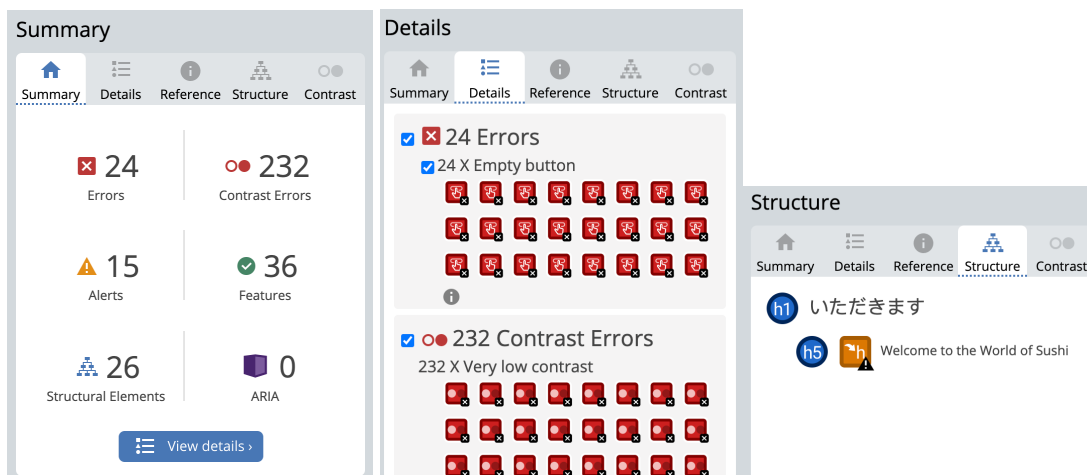 Summary
Summary Details Reference Structure Contrast
24 Errors
232 Contrast Errors
15 Alerts
36 Features
26 Structural Elements
0 ARIA
View details ›
Details
Summary Details Reference Structure Contrast
24 Errors
24 X Empty button
232 Contrast Errors
232 X Very low contrast
Structure
Summary Details Reference Structure Contrast
h1 いただきます
h5 h Welcome to the World of Sushi